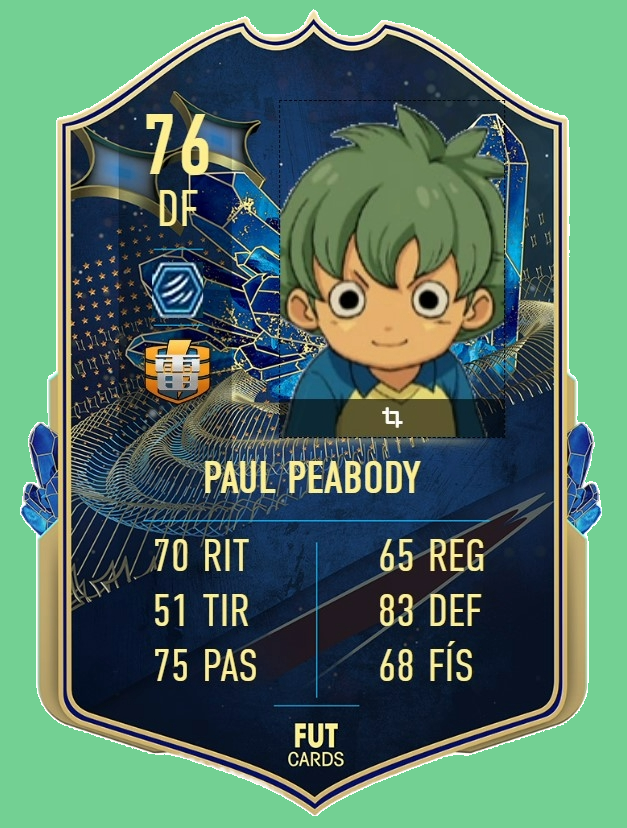 76
DF
PAUL PEABODY
70 RIT
51 TIR
75 PAS
65 REG
83 DEF
68 FÍS
FUT
CARDS